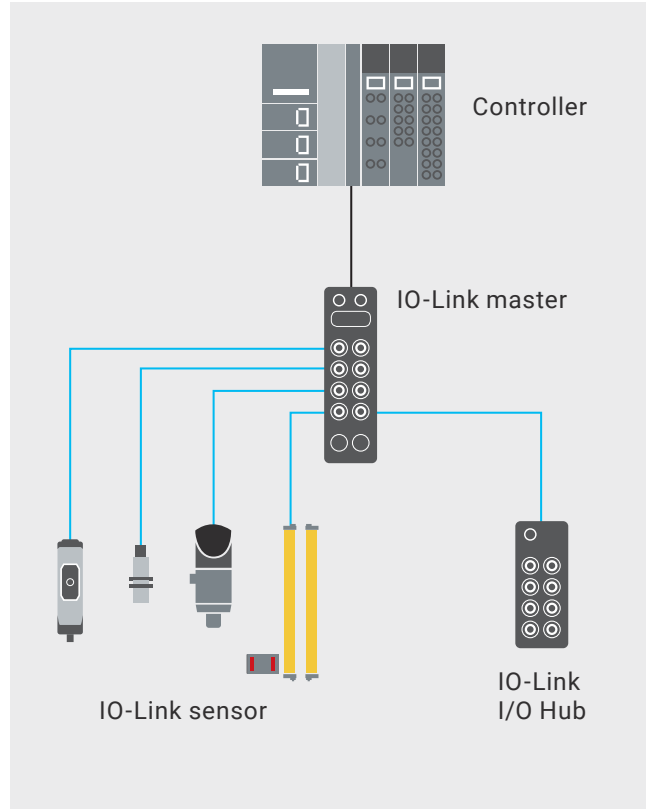 Controller
IO-Link master
IO-Link sensor
IO-Link
I/O Hub